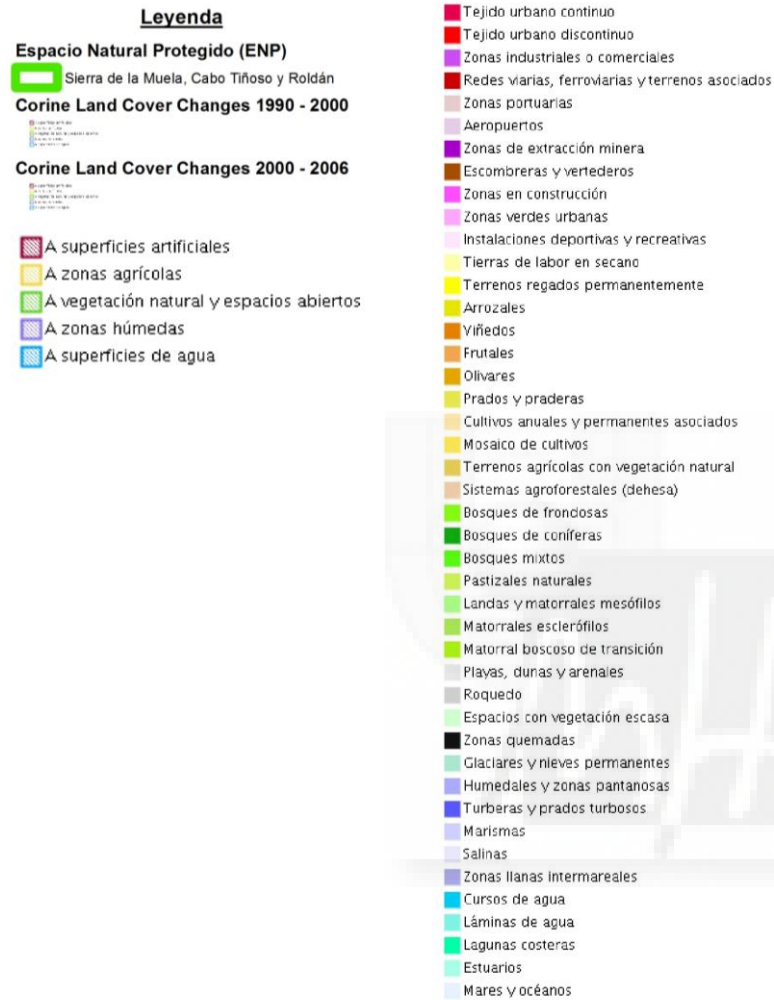 Leyenda
Espacio Natural Protegido (ENP)
Sierra de la Muela, Cabo Tiñoso y Roldán
Corine Land Cover Changes 1990 - 2000
Corine Land Cover Changes 2000 - 2006
A superficies artificiales
A zonas agrícolas
A vegetación natural y espacios abiertos
A zonas húmedas
A superficies de agua
Tejido urbano continuo
Tejido urbano discontinuo
Zonas industriales o comerciales
Redes viarias, ferroviarias y terrenos asociados
Zonas portuarias
Aeropuertos
Zonas de extracción minera
Escombreras y vertederos
Zonas en construcción
Zonas verdes urbanas
Instalaciones deportivas y recreativas
Tierras de labor en secano
Terrenos regados permanentemente
Arrozales
Viñedos
Frutales
Olivares
Prados y praderas
Cultivos anuales y permanentes asociados
Mosaico de cultivos
Terrenos agrícolas con vegetación natural
Sistemas agroforestales (dehesa)
Bosques de frondosas
Bosques de coníferas
Bosques mixtos
Pastizales naturales
Landas y matorrales mesófilos
Matorrales esclerófilos
Matorral boscoso de transición
Playas, dunas y arenales
Roquedo
Espacios con vegetación escasa
Zonas quemadas
Glaciares y nieves permanentes
Humedales y zonas pantanosas
Turberas y prados turbosos
Marismas
Salinas
Zonas llanas intermareales
Cursos de agua
Láminas de agua
Lagunas costeras
Estuarios
Mares y océanos